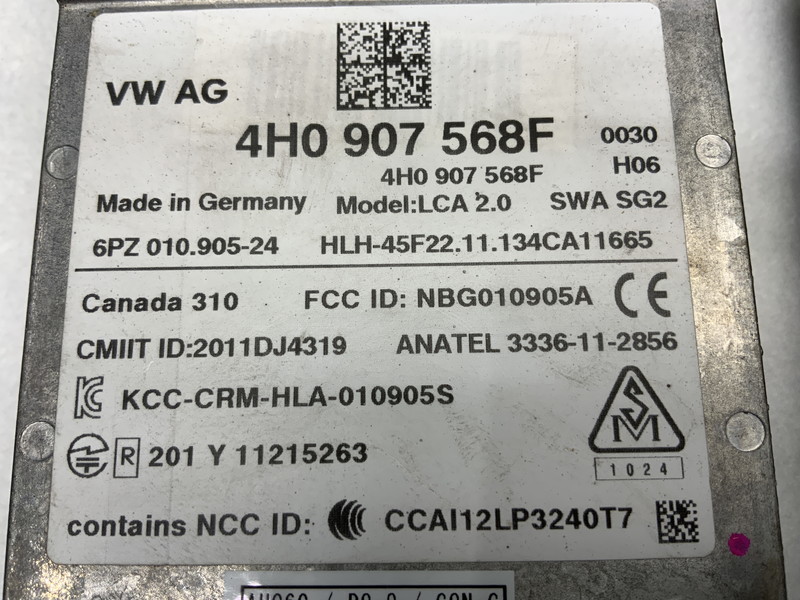 VW AG
4H0 907 568F 0030
4H0 907 568F H06
Made in Germany Model:LCA 2.0 SWA SG2
6PZ 010.905-24 HLH-45F22.11.134CA11665
Canada 310 FCC ID: NBG010905A CE
CMIIT ID:2011DJ4319 ANATEL 3336-11-2856
KCC-CRM-HLA-010905S
R 201 Y 11215263
SM
1024
contains NCC ID: CCAI12LP3240T7